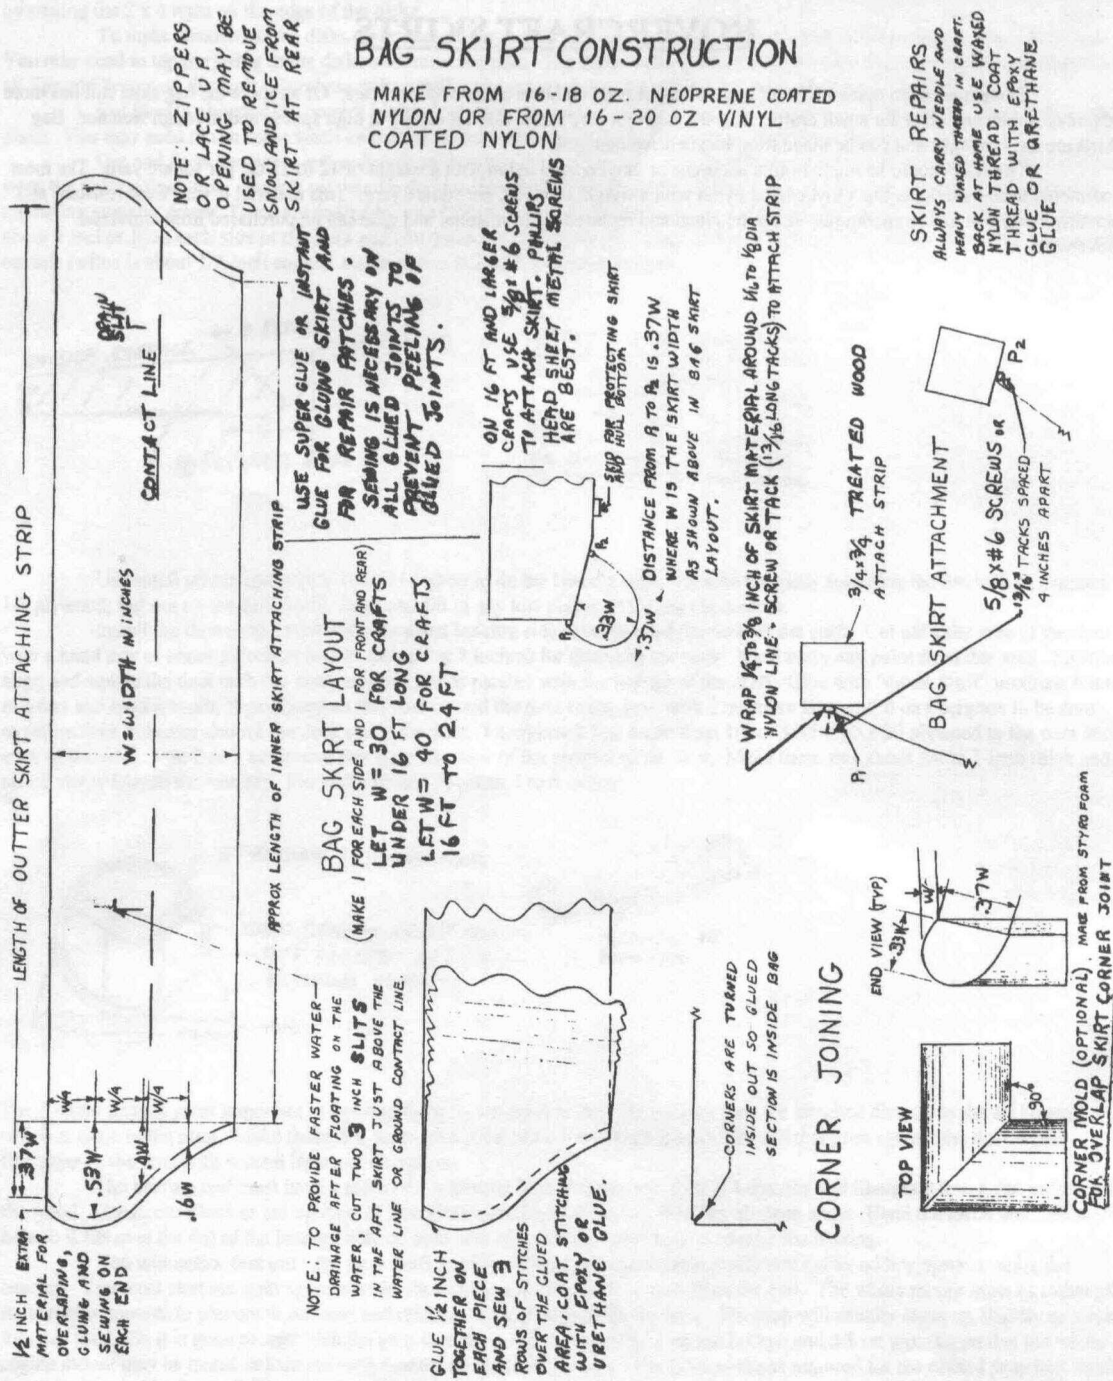 BAG SKIRT CONSTRUCTION
MAKE FROM 16-18 OZ. NEOPRENE COATED
NYLON OR FROM 16-20 OZ VINYL
COATED NYLON
LENGTH OF OUTTER SKIRT ATTACHING STRIP
1/2 INCH EXTRA
MATERIAL FOR
OVERLAPING,
GLUING AND
SEWING ON
EACH END
.37W
W/4
W/4
W/4
.53W
.16W
W=WIDTH IN INCHES
CONTACT LINE
DRAIN
SLIT
APPROX LENGTH OF INNER SKIRT ATTACHING STRIP
NOTE ZIPPERS
OR LACE UP
OPENING MAY BE
USED TO REMOVE
SNOW AND ICE FROM
SKIRT REAR
NOTE. TO PROVIDE FASTER WATER
DRAINAGE AFTER FLOATING ON THE
WATER, CUT TWO 3 INCH SLITS
IN THE AFT SKIRT JUST ABOVE THE
WATER LINE OR GROUND CONTACT LINE.
BAG SKIRT LAYOUT
(MAKE 1 FOR EACH SIDE AND FOR FRONT AND REAR)
LET W=36 FOR CRAFTS
UNDER 16 FT LONG
LET W= 40 FOR CRATS
16 FT TO 24 FT
USE SUPER GLUE OR INSTANT
GLUE FOR GLUING SKIRT AND
FOR REPAIR PATCHES
SEWING IS NECESSARY ON
ALL GLUED JOINTS TO
PREVENT PEELING OF
GLUED JOINTS.
ON 16 FT AND LARGER
CRAFTS USE 5/8 #6 SCREWS
TO ATTACH SKIRT. PHLLIPS
HEAD SHEET METAL SCREWS
ARE BEST.
SKID FOR PROTECTING SKIRT
AND HULL BOTTOM
P1
P2
.33W
.37W
DISTANCE FROM P1 TO P2 IS .37W
WHERE W IS THE SKIRT WIDTH
AS SHOWN ABOVE IN BAG SKIRT
LAYOUT.
SKIRT REPAIRS
ALWAYS CARRY NEEDLE AND
HEAVY WAXED THREAD IN CRAFT.
BACK AT HOME USE WAXED
NYLON THREAD. COAT
THREAD WITH EPOXY
GLUE OR URETHANE
GLUE.
GLUE 1/2 INCH
TOGETHER ON
EACH PIECE
AND SEW 3
ROWS OF STITCHES
OVER THE GLUED
AREA. COAT STITCHING
WITH EPOXY OR
URETHANE GLUE.
CORNERS ARE TURNED
INSIDE OUT SO GLUED
SECTION IS INSIDE BAG
CORNER JOINING
WRAP 1/4 TO 3/8 INCH OF SKIRT MATERIAL AROUND 1/16 TO 1/8 DIA
TWINE. SCREW OR TACK (13/16 LONG TACKS) TO ATTACH STRIP
3/4 x 3/4 TREATED WOOD
ATTACH STRIP
P1
P2
BAG SKIRT ATTACHMENT
5/8 x #6 SCREWS OR
13/16 TACKS SPACED
4 INCHES APART
TOP VIEW
90°
END VIEW (TYP)
.33W
.37W
CORNER MOLD (OPTIONAL). MAKE FROM STYROFOAM
FOR OVERLAP SKIRT CORNER JOINT